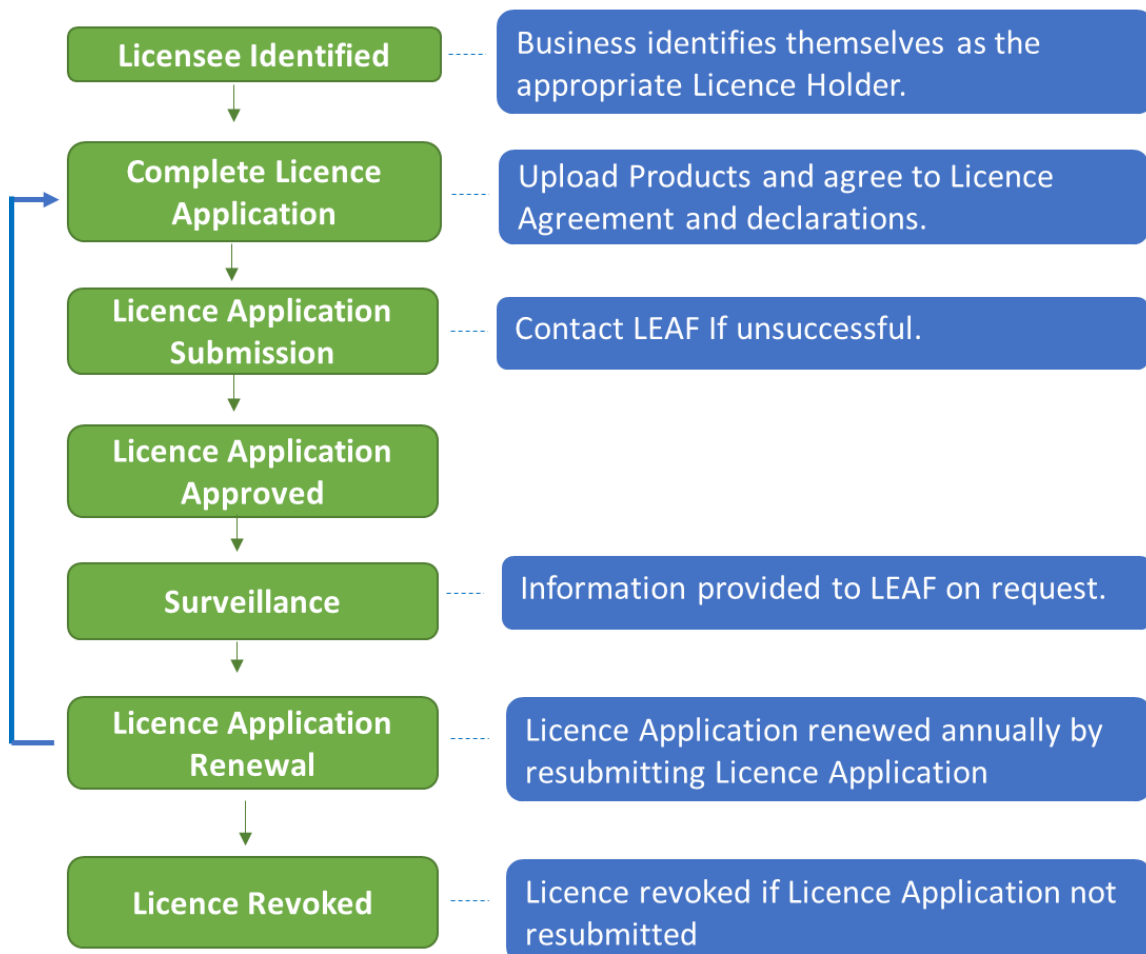 Licensee Identified
Business identifies themselves as the
appropriate Licence Holder.
Complete Licence
Application
Upload Products and agree to Licence
Agreement and declarations.
Licence Application
Submission
Contact LEAF If unsuccessful.
Licence Application
Approved
Surveillance
Information provided to LEAF on request.
Licence Application
Renewal
Licence Application renewed annually by
resubmitting Licence Application
Licence Revoked
Licence revoked if Licence Application not
resubmitted